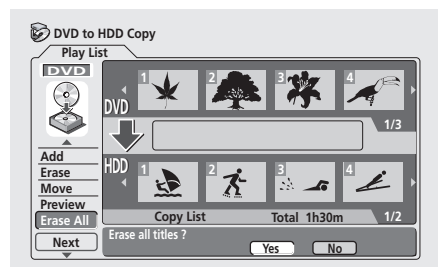 DVD to HDD Copy
Play List
DVD
1 2 3 4
DVD
1/3
Add
Erase
Move
Preview
Erase All
Next
HDD
1 2 3 4
Copy List Total 1h30m 1/2
Erase all titles ?
Yes No